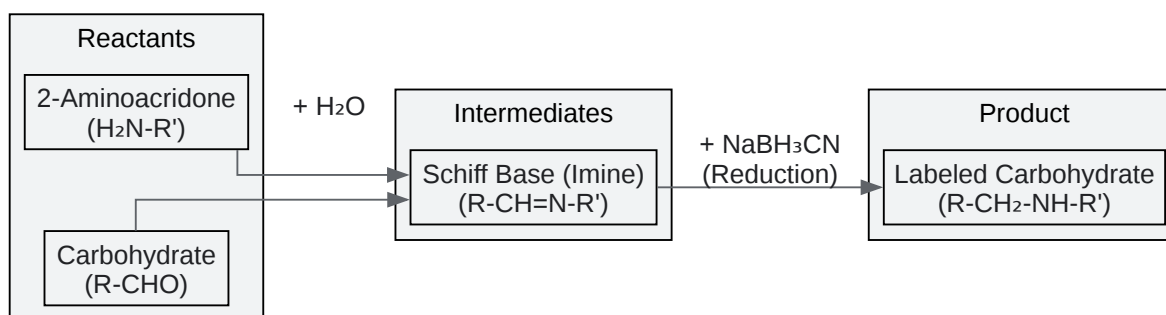 Reactants
2-Aminoacridone
(H₂N-R')
Carbohydrate
(R-CHO)
+ H₂O
Intermediates
Schiff Base (Imine)
(R-CH=N-R')
+ NaBH₃CN
(Reduction)
Product
Labeled Carbohydrate
(R-CH₂-NH-R')